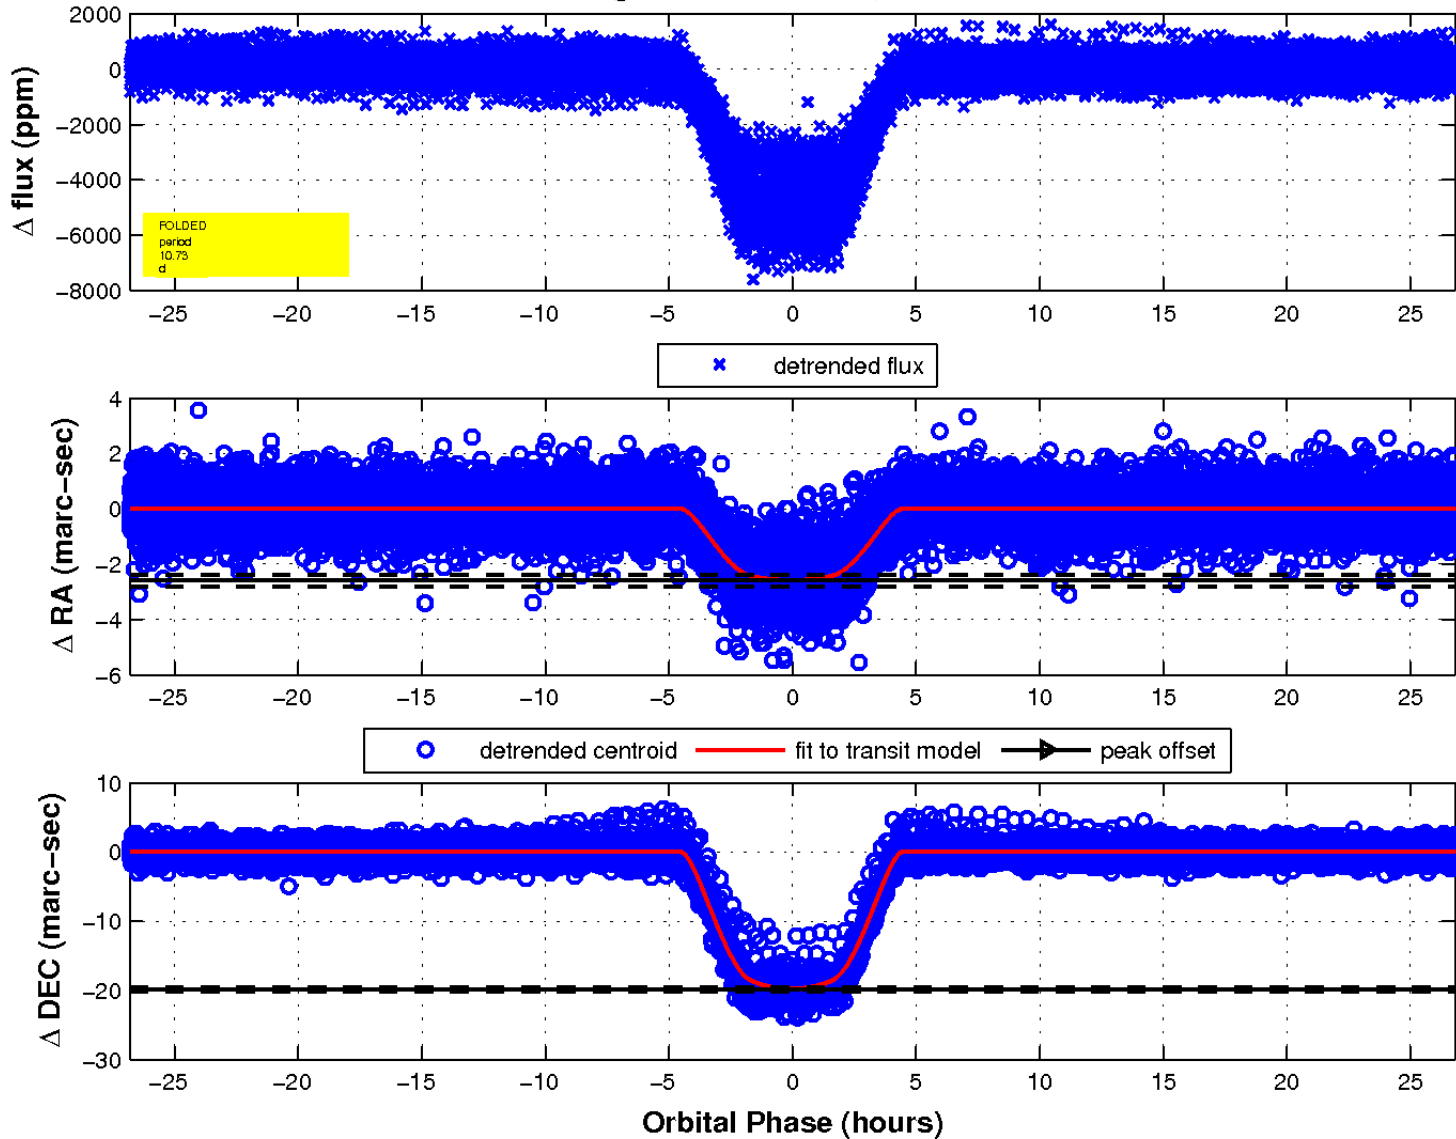 2000
0
−2000
−4000
−6000
−8000
Δ flux (ppm)
FOLDED
period
10.73
d
−25 −20 −15 −10 −5 0 5 10 15 20 25
detrended flux
4
2
0
−2
−4
−6
Δ RA (marc−sec)
−25 −20 −15 −10 −5 0 5 10 15 20 25
detrended centroid fit to transit model peak offset
10
0
−10
−20
−30
Δ DEC (marc−sec)
−25 −20 −15 −10 −5 0 5 10 15 20 25
Orbital Phase (hours)